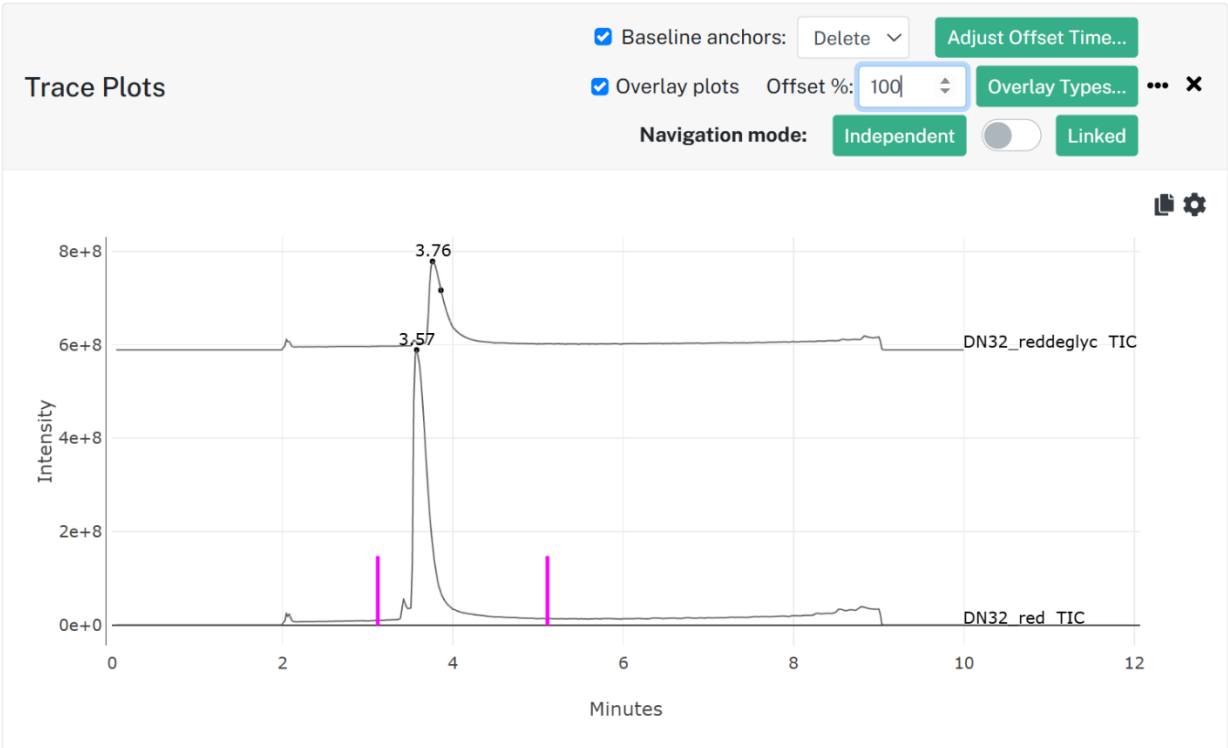 Baseline anchors: Delete Adjust Offset Time...
Trace Plots
Overlay plots Offset %: 100 Overlay Types...
Navigation mode: Independent Linked
8e+8
3.76
3.57
6e+8
DN32_reddeglyc TIC
4e+8
Intensity
2e+8
0e+0
DN32_red TIC
0 2 4 6 8 10 12
Minutes